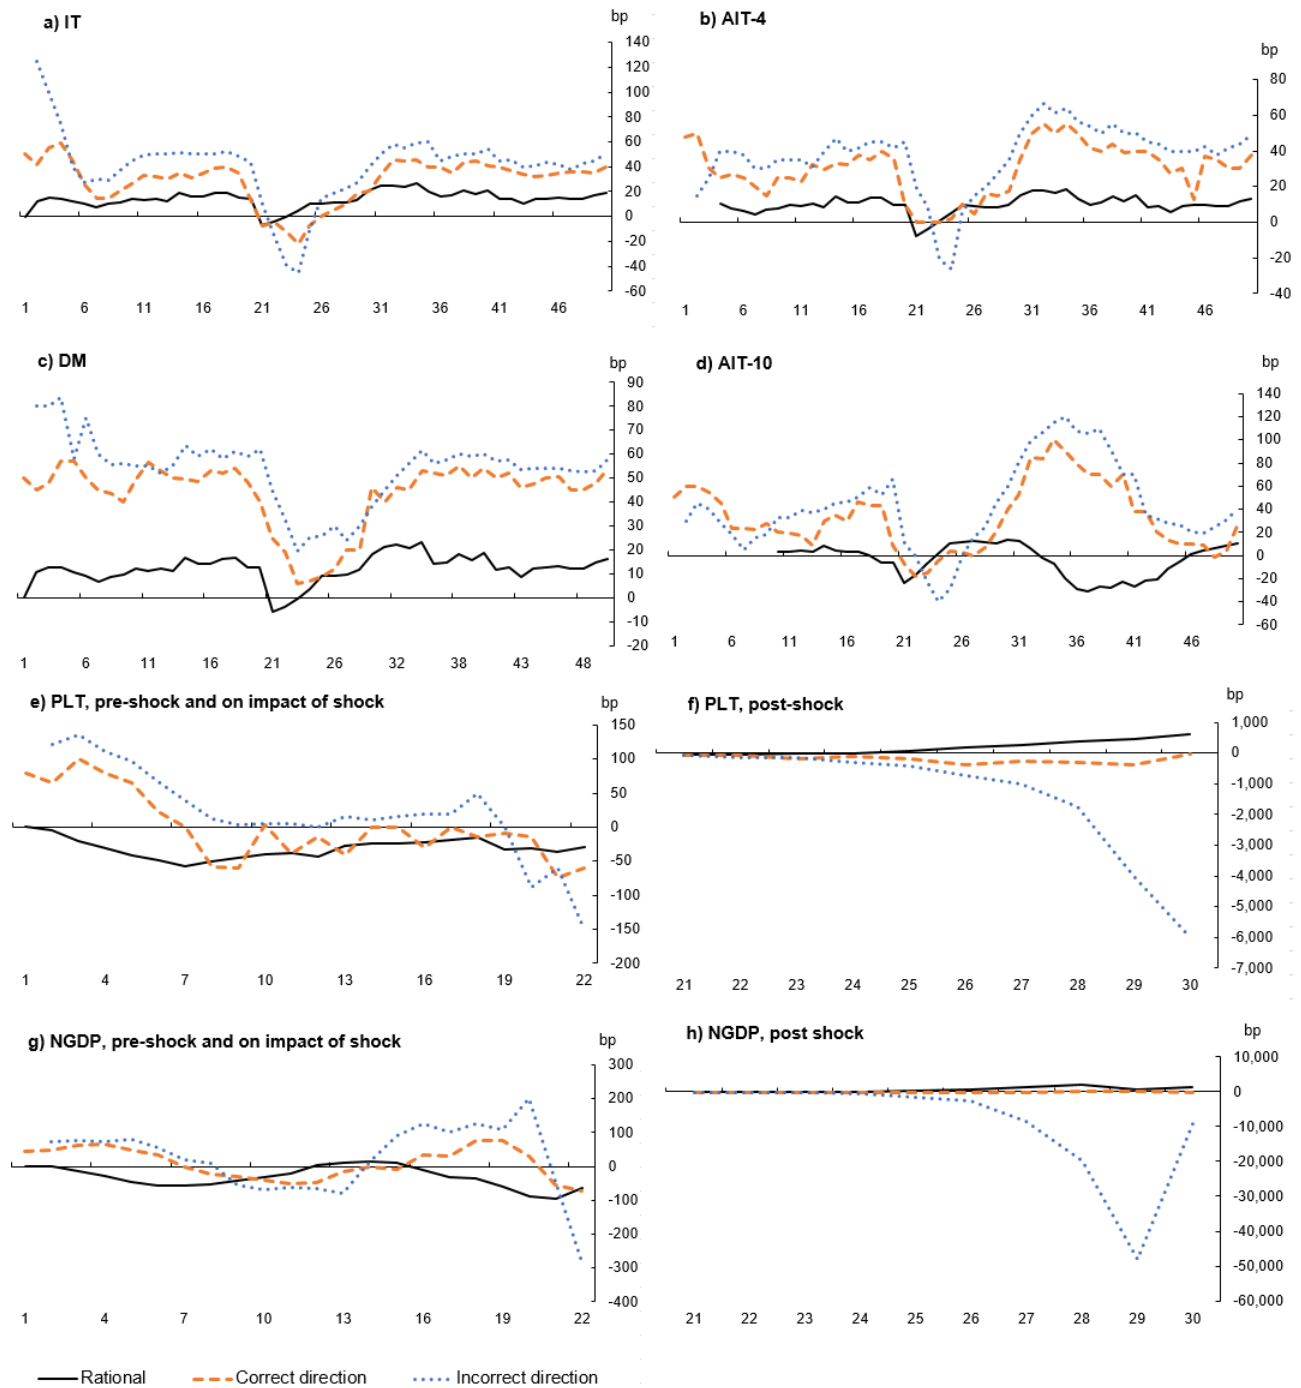 a) IT
bp
140
120
100
80
60
40
20
0
-20
-40
-60
1 6 11 16 21 26 31 36 41 46
b) AIT-4
bp
80
60
40
20
0
-20
-40
1 6 11 16 21 26 31 36 41 46
c) DM
bp
90
80
70
60
50
40
30
20
10
0
-10
-20
1 6 11 16 21 26 32 38 43 48
d) AIT-10
bp
140
120
100
80
60
40
20
0
-20
-40
-60
1 6 11 16 21 26 31 36 41 46
e) PLT, pre-shock and on impact of shock
bp
150
100
50
0
-50
-100
-150
-200
1 4 7 10 13 16 19 22
f) PLT, post-shock
bp
1,000
0
-1,000
-2,000
-3,000
-4,000
-5,000
-6,000
-7,000
21 22 23 24 25 26 27 28 29 30
g) NGDP, pre-shock and on impact of shock
bp
300
200
100
0
-100
-200
-300
-400
1 4 7 10 13 16 19 22
h) NGDP, post shock
bp
10,000
0
-10,000
-20,000
-30,000
-40,000
-50,000
-60,000
21 22 23 24 25 26 27 28 29 30
Rational Correct direction Incorrect direction